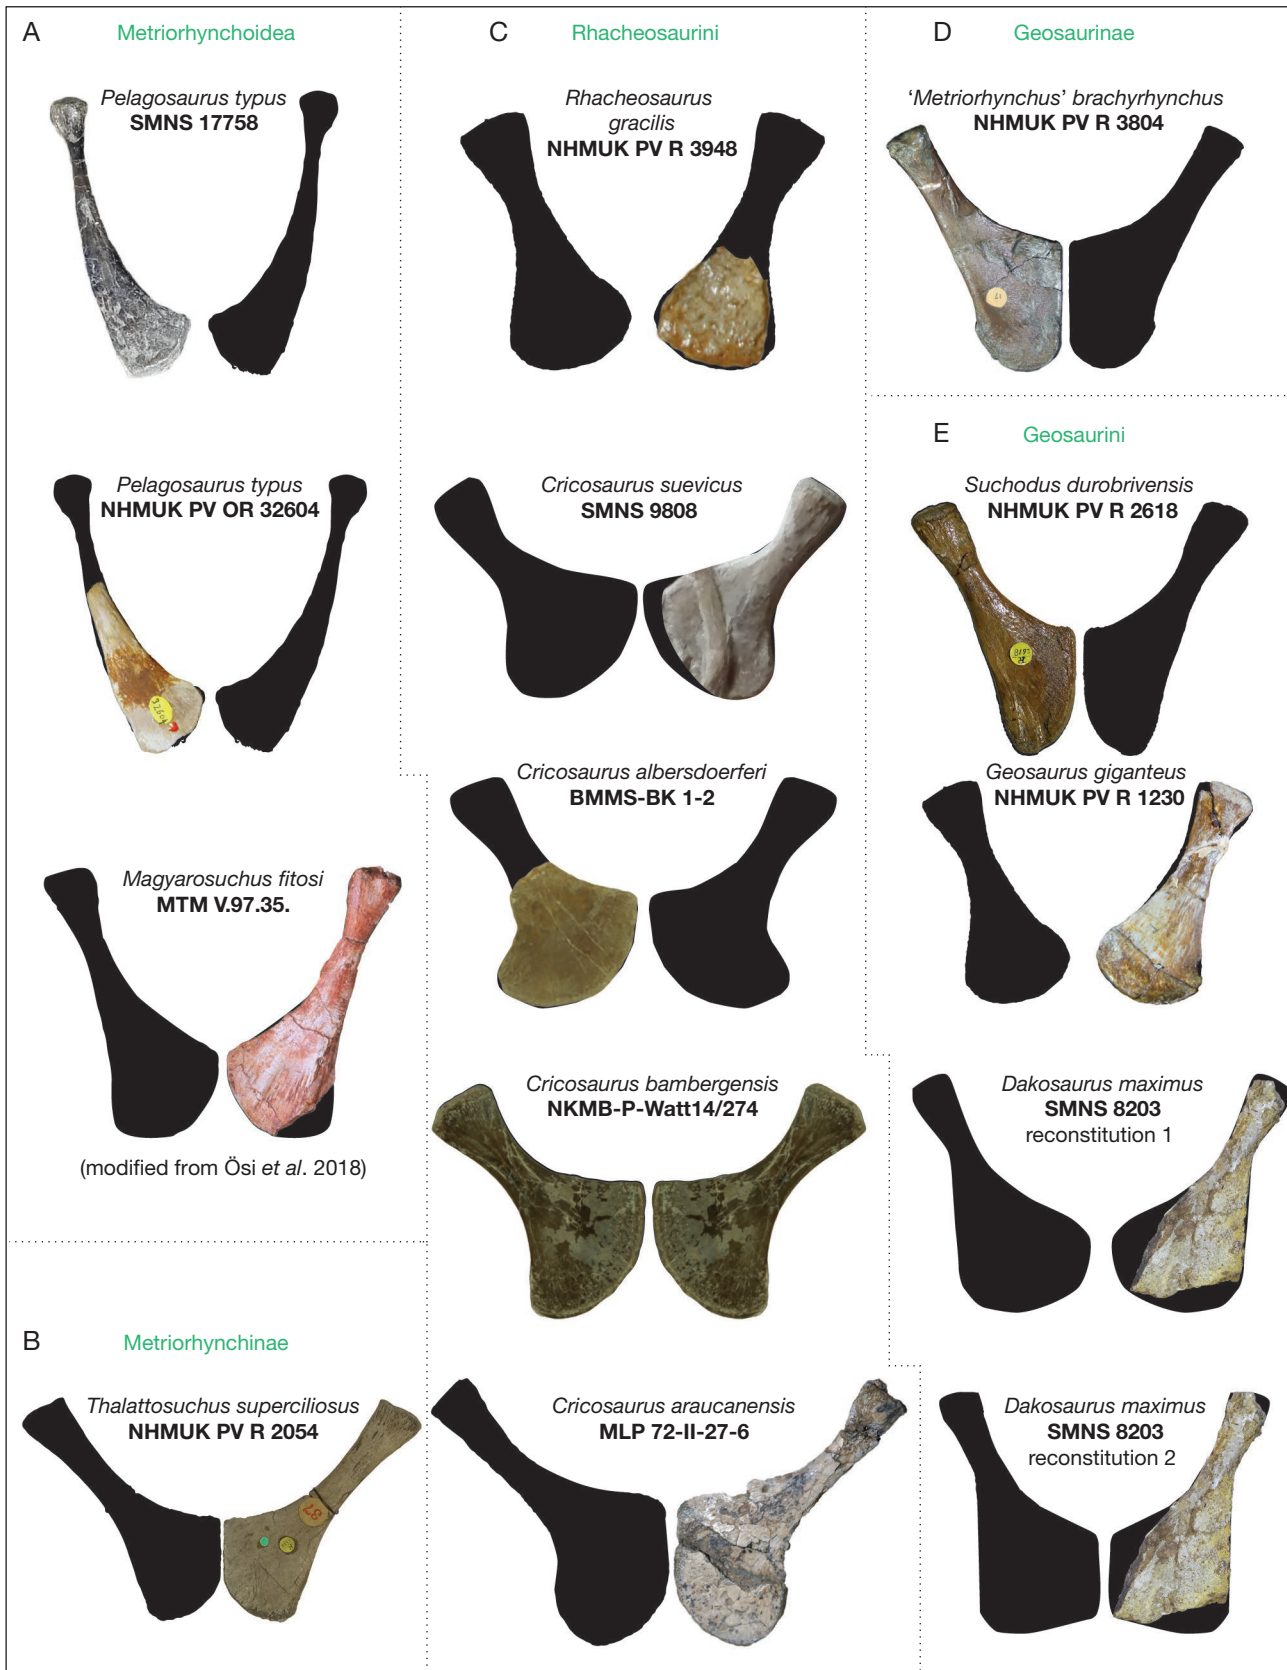 A Metriorhynchoidea
Pelagosaurus typus
SMNS 17758
Pelagosaurus typus
NHMUK PV OR 32604
32604
Magyarosuchus fitosi
MTM V.97.35.
(modified from Ösi et al. 2018)
B Metriorhynchinae
Thalattosuchus superciliosus
NHMUK PV R 2054
87
C Rhacheosaurini
Rhacheosaurus
gracilis
NHMUK PV R 3948
Cricosaurus suevicus
SMNS 9808
Cricosaurus albersdoerferi
BMMS-BK 1-2
Cricosaurus bambergensis
NKMB-P-Watt14/274
Cricosaurus araucanensis
MLP 72-II-27-6
D Geosaurinae
‘Metriorhynchus’ brachyrhynchus
NHMUK PV R 3804
E Geosaurini
Suchodus durobrivensis
NHMUK PV R 2618
R
2618
Geosaurus giganteus
NHMUK PV R 1230
Dakosaurus maximus
SMNS 8203
reconstitution 1
Dakosaurus maximus
SMNS 8203
reconstitution 2